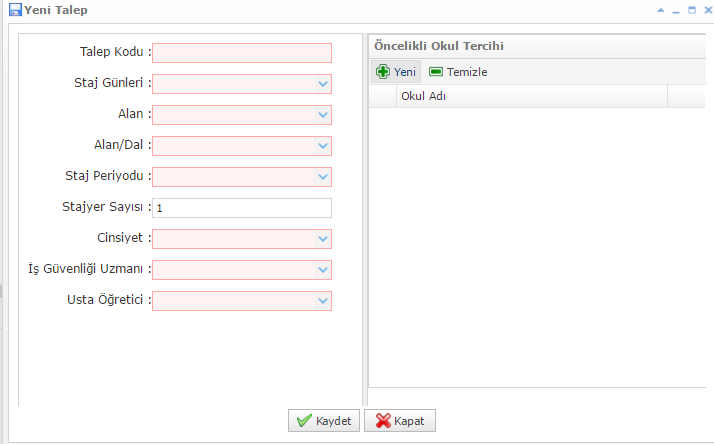 Yeni Talep
Talep Kodu :
Staj Günleri :
Alan :
Alan/Dal :
Staj Periyodu :
Stajyer Sayısı : 1
Cinsiyet :
İş Güvenliği Uzmanı :
Usta Öğretici :
Öncelikli Okul Tercihi
Yeni Temizle
Okul Adı
Kaydet Kapat